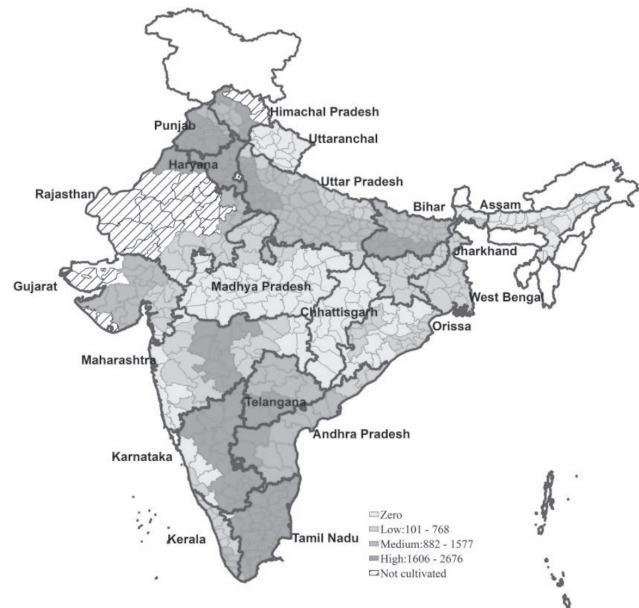 Himachal Pradesh
Punjab
Uttaranchal
Haryana
Uttar Pradesh
Rajasthan
Bihar
Assam
Jharkhand
Gujarat
Madhya Pradesh
West Bengal
Chhattisgarh
Orissa
Maharashtra
Telangana
Andhra Pradesh
Karnataka
Kerala
Tamil Nadu
Zero
Low:101 - 768
Medium:882 - 1577
High:1606 - 2676
Not cultivated